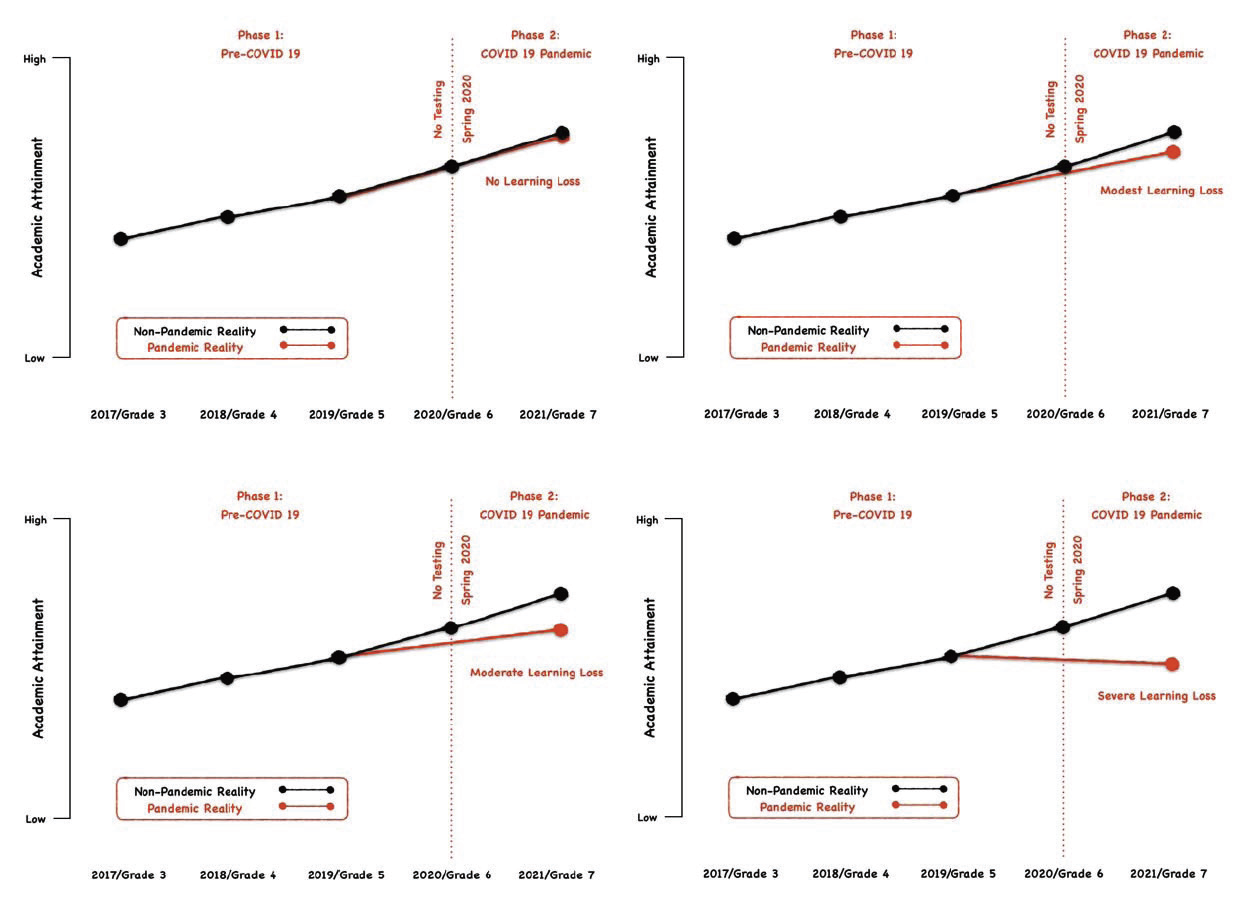 Phase 1:
Pre-COVID 19
Phase 2:
COVID 19 Pandemic
High
No Testing
Spring 2020
Academic Attainment
No Learning Loss
Non-Pandemic Reality
Pandemic Reality
Low
2017/Grade 3
2018/Grade 4
2019/Grade 5
2020/Grade 6
2021/Grade 7
Phase 1:
Pre-COVID 19
Phase 2:
COVID 19 Pandemic
High
No Testing
Spring 2020
Academic Attainment
Modest Learning Loss
Non-Pandemic Reality
Pandemic Reality
Low
2017/Grade 3
2018/Grade 4
2019/Grade 5
2020/Grade 6
2021/Grade 7
Phase 1:
Pre-COVID 19
Phase 2:
COVID 19 Pandemic
High
No Testing
Spring 2020
Academic Attainment
Moderate Learning Loss
Non-Pandemic Reality
Pandemic Reality
Low
2017/Grade 3
2018/Grade 4
2019/Grade 5
2020/Grade 6
2021/Grade 7
Phase 1:
Pre-COVID 19
Phase 2:
COVID 19 Pandemic
High
No Testing
Spring 2020
Academic Attainment
Severe Learning Loss
Non-Pandemic Reality
Pandemic Reality
Low
2017/Grade 3
2018/Grade 4
2019/Grade 5
2020/Grade 6
2021/Grade 7